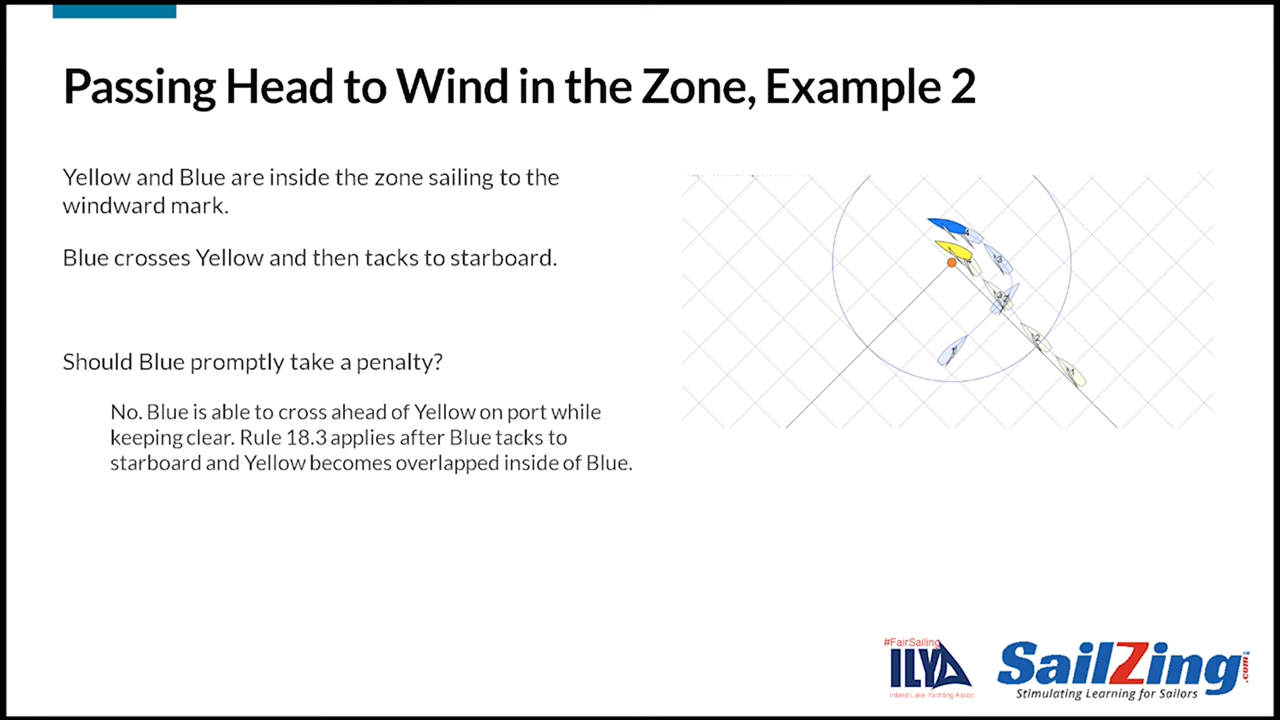 Passing Head to Wind in the Zone, Example 2
Yellow and Blue are inside the zone sailing to the
windward mark.
Blue crosses Yellow and then tacks to starboard.
Should Blue promptly take a penalty?
No. Blue is able to cross ahead of Yellow on port while
keeping clear. Rule 18.3 applies after Blue tacks to
starboard and Yellow becomes overlapped inside of Blue.
#FairSailing
ILYA
Inland Lake Yachting Assoc.
SailZing.com
Stimulating Learning for Sailors